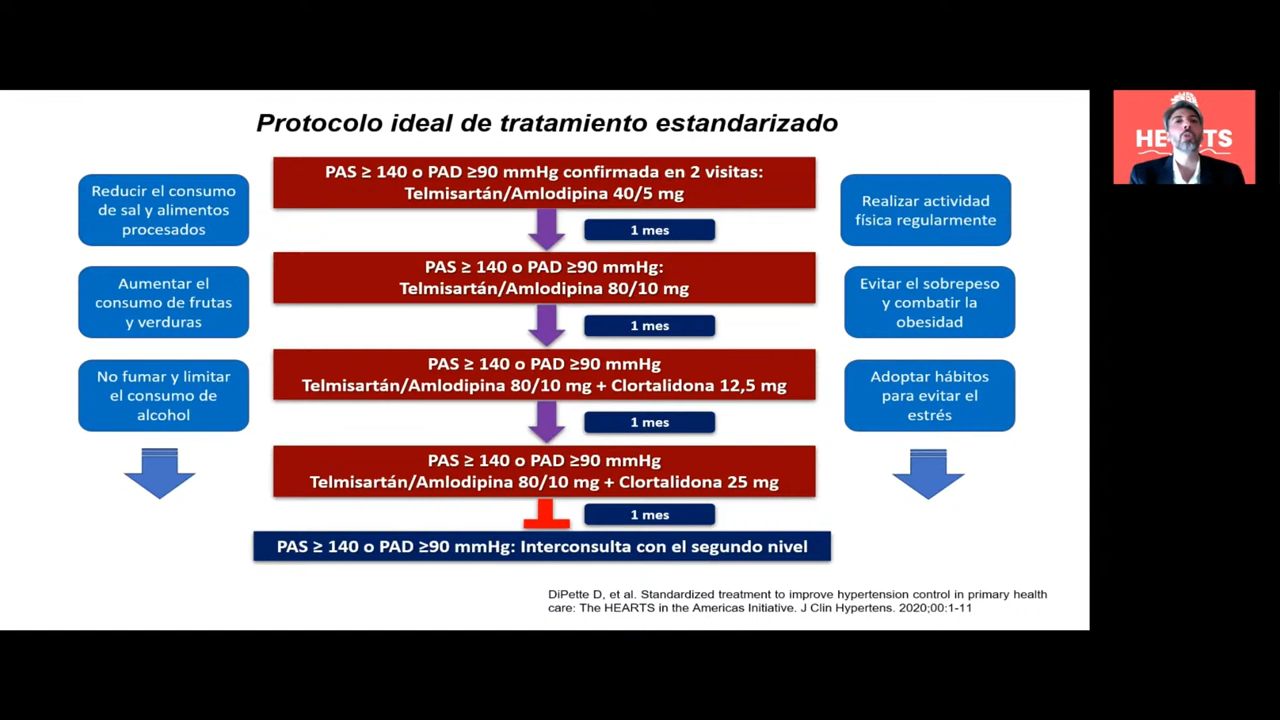 Protocolo ideal de tratamiento estandarizado
PAS ≥ 140 o PAD ≥90 mmHg confirmada en 2 visitas:
Telmisartán/Amlodipina 40/5 mg
1 mes
PAS ≥ 140 o PAD ≥90 mmHg:
Telmisartán/Amlodipina 80/10 mg
1 mes
PAS ≥ 140 o PAD ≥90 mmHg
Telmisartán/Amlodipina 80/10 mg + Clortalidona 12,5 mg
1 mes
PAS ≥ 140 o PAD ≥90 mmHg
Telmisartán/Amlodipina 80/10 mg + Clortalidona 25 mg
1 mes
PAS ≥ 140 o PAD ≥90 mmHg: Interconsulta con el segundo nivel
Reducir el consumo
de sal y alimentos
procesados
Aumentar el
consumo de frutas
y verduras
No fumar y limitar
el consumo de
alcohol
Realizar actividad
física regularmente
Evitar el sobrepeso
y combatir la
obesidad
Adoptar hábitos
para evitar el
estrés
DiPette D, et al. Standardized treatment to improve hypertension control in primary health
care: The HEARTS in the Americas Initiative. J Clin Hypertens. 2020;00:1-11